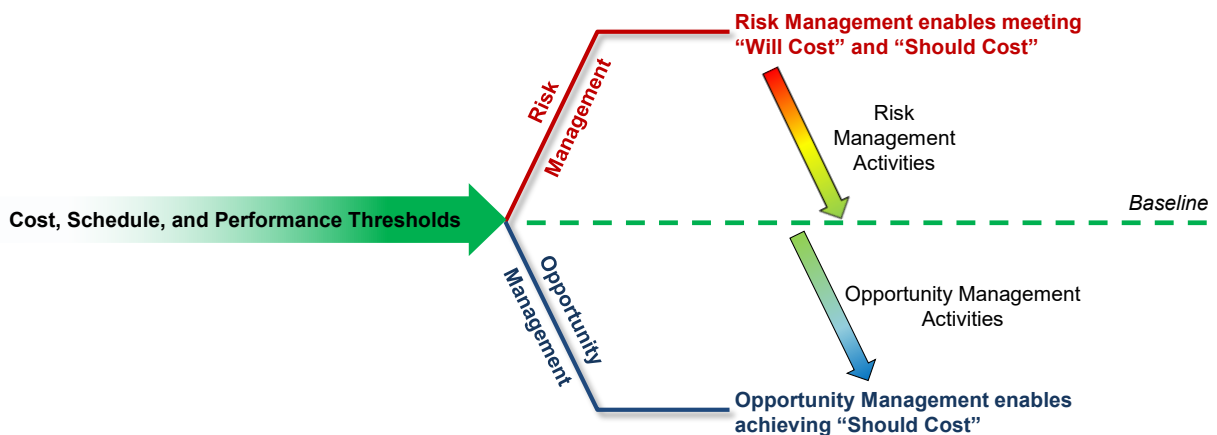 Risk Management enables meeting
“Will Cost” and “Should Cost”
Risk
Management
Risk
Management
Activities
Cost, Schedule, and Performance Thresholds
Baseline
Opportunity
Management
Opportunity Management
Activities
Opportunity Management enables
achieving “Should Cost”